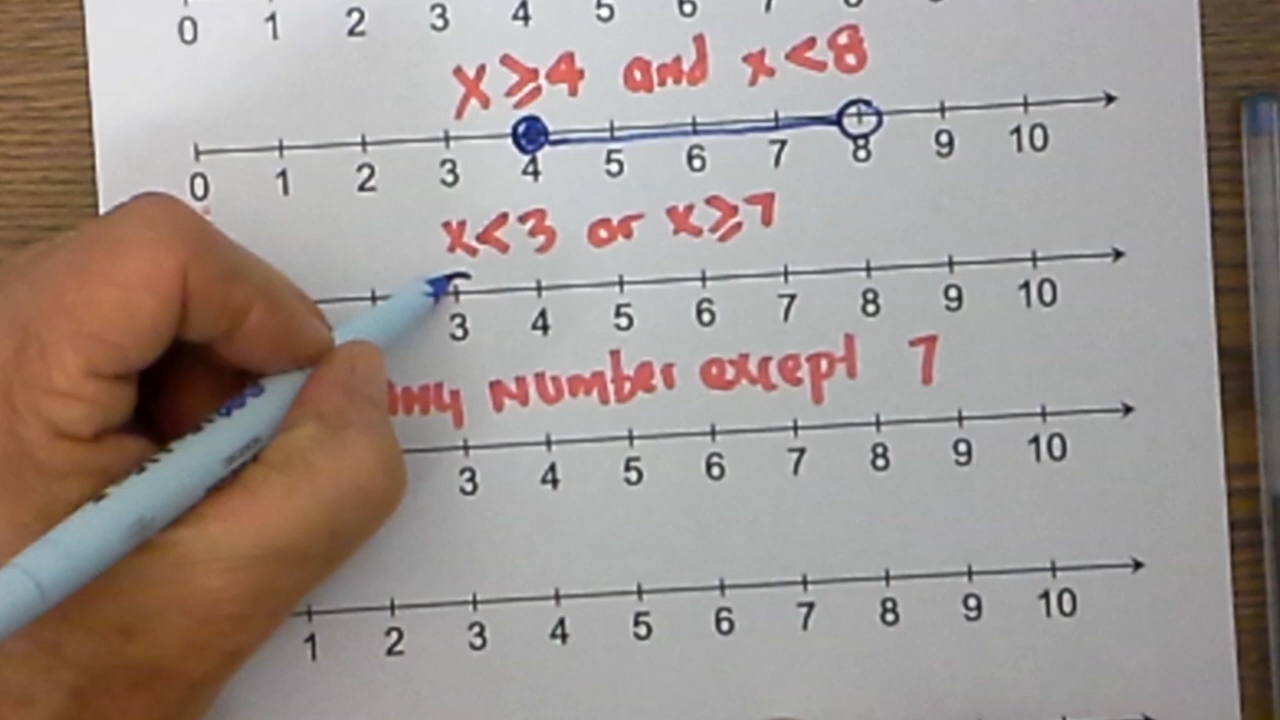 0 1 2 3 4 5 6 7 8
x≥4 and x<8
0 1 2 3 4 5 6 7 8 9 10
x<3 or x≥7
3 4 5 6 7 8 9 10
Number except 7
3 4 5 6 7 8 9 10
1 2 3 4 5 6 7 8 9 10